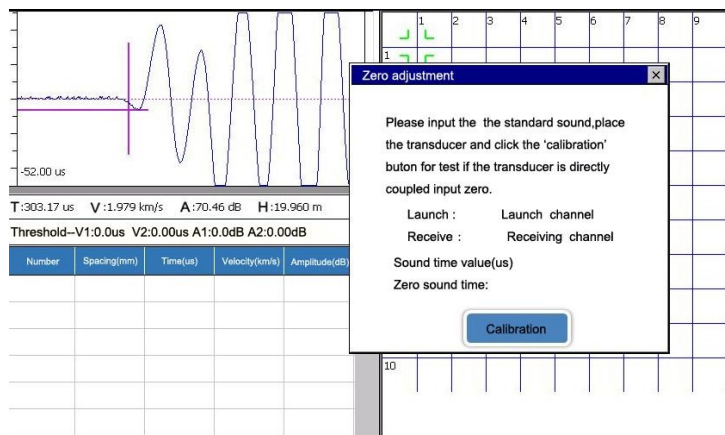 -52.00 us
T:303.17 us V:1.979 km/s A:70.46 dB H:19.960 m
Threshold--V1:0.0us V2:0.00us A1:0.0dB A2:0.00dB
Number Spacing(mm) Time(us) Velocity(km/s) Amplitude(dB)
1 2 3 4 5 6 7 8 9
1
10
Zero adjustment
Please input the the standard sound,place
the transducer and click the ‘calibration’
buton for test if the transducer is directly
coupled input zero.
Launch : Launch channel
Receive : Receiving channel
Sound time value(us)
Zero sound time:
Calibration